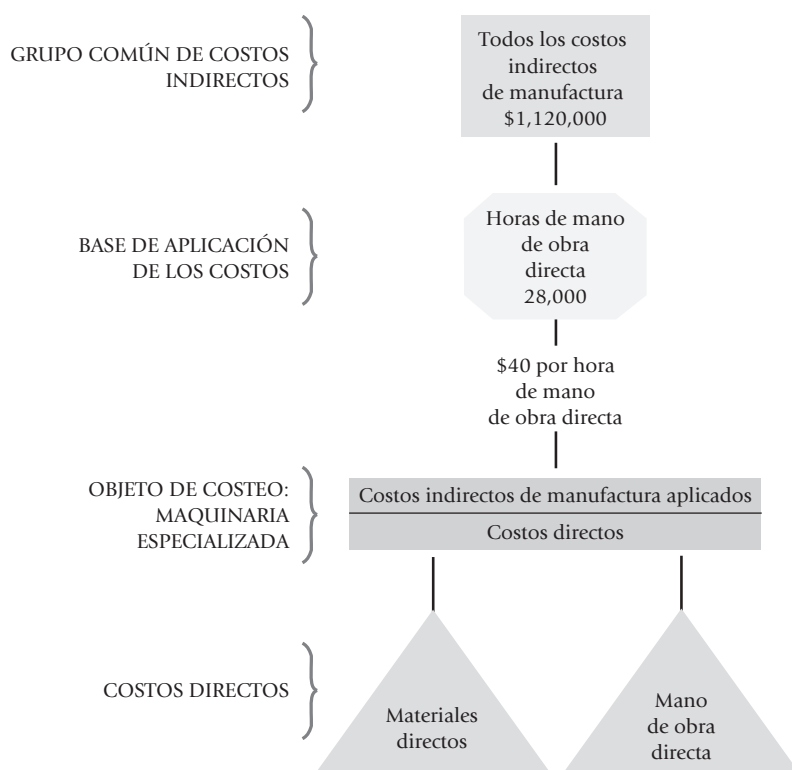 GRUPO COMÚN DE COSTOS
INDIRECTOS
Todos los costos
indirectos
de manufactura
$1,120,000
BASE DE APLICACIÓN
DE LOS COSTOS
Horas de mano
de obra
directa
28,000
$40 por hora
de mano
de obra directa
OBJETO DE COSTEO:
MAQUINARIA
ESPECIALIZADA
Costos indirectos de manufactura aplicados
Costos directos
COSTOS DIRECTOS
Materiales
directos
Mano
de obra
directa